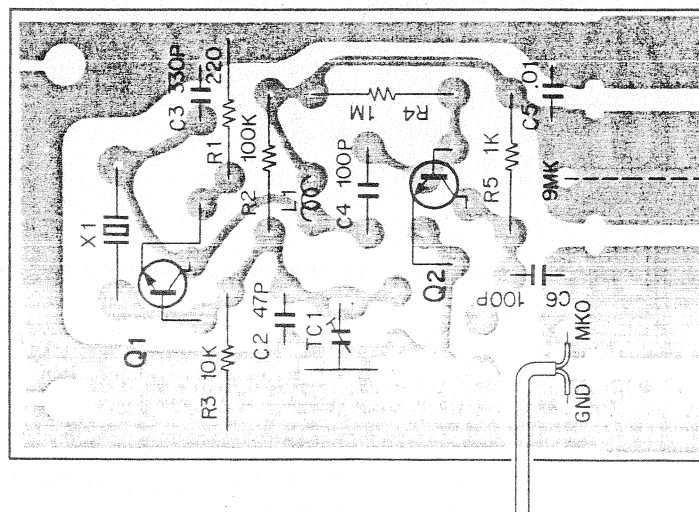 C3 330P
R1 220
R2 100K
L1
1M R4
C4 100P
R5 1K
C5 .01
9MK
X1
Q1
Q2
R3 10K
C2 47P
TC1
100P C6
MKO
GND